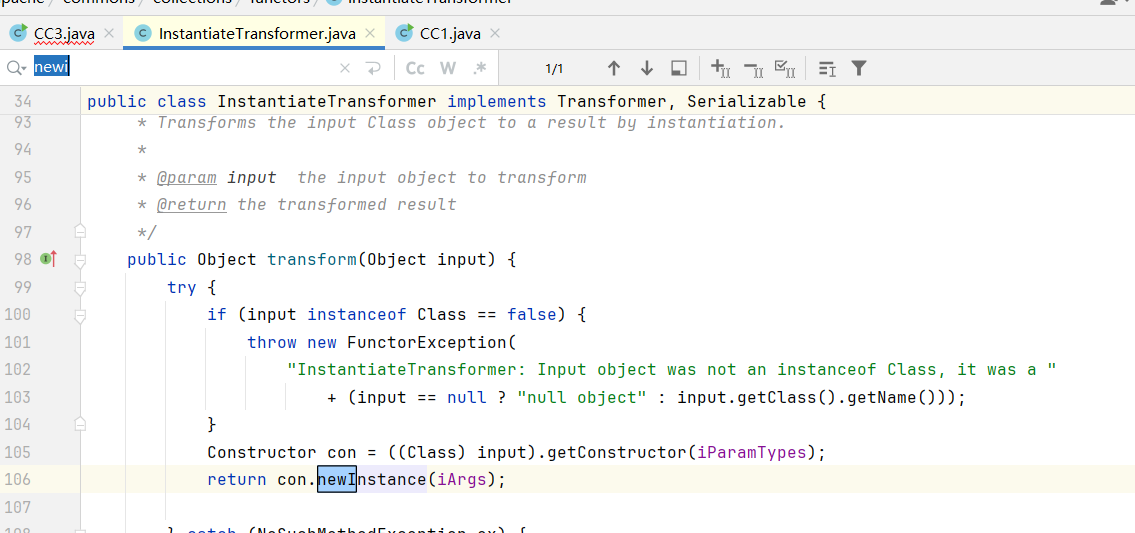 commons / collections / functors / InstantiateTransformer
CC3.java InstantiateTransformer.java CC1.java
newi Cc W .* 1/1
34 public class InstantiateTransformer implements Transformer, Serializable {
93 * Transforms the input Class object to a result by instantiation.
94 *
95 * @param input  the input object to transform
96 * @return the transformed result
97 */
98 public Object transform(Object input) {
99 try {
100 if (input instanceof Class == false) {
101 throw new FunctorException(
102 "InstantiateTransformer: Input object was not an instanceof Class, it was a "
103 + (input == null ? "null object" : input.getClass().getName()));
104 }
105 Constructor con = ((Class) input).getConstructor(iParamTypes);
106 return con.newInstance(iArgs);
107
108 } catch (NoSuchMethodException ex) {